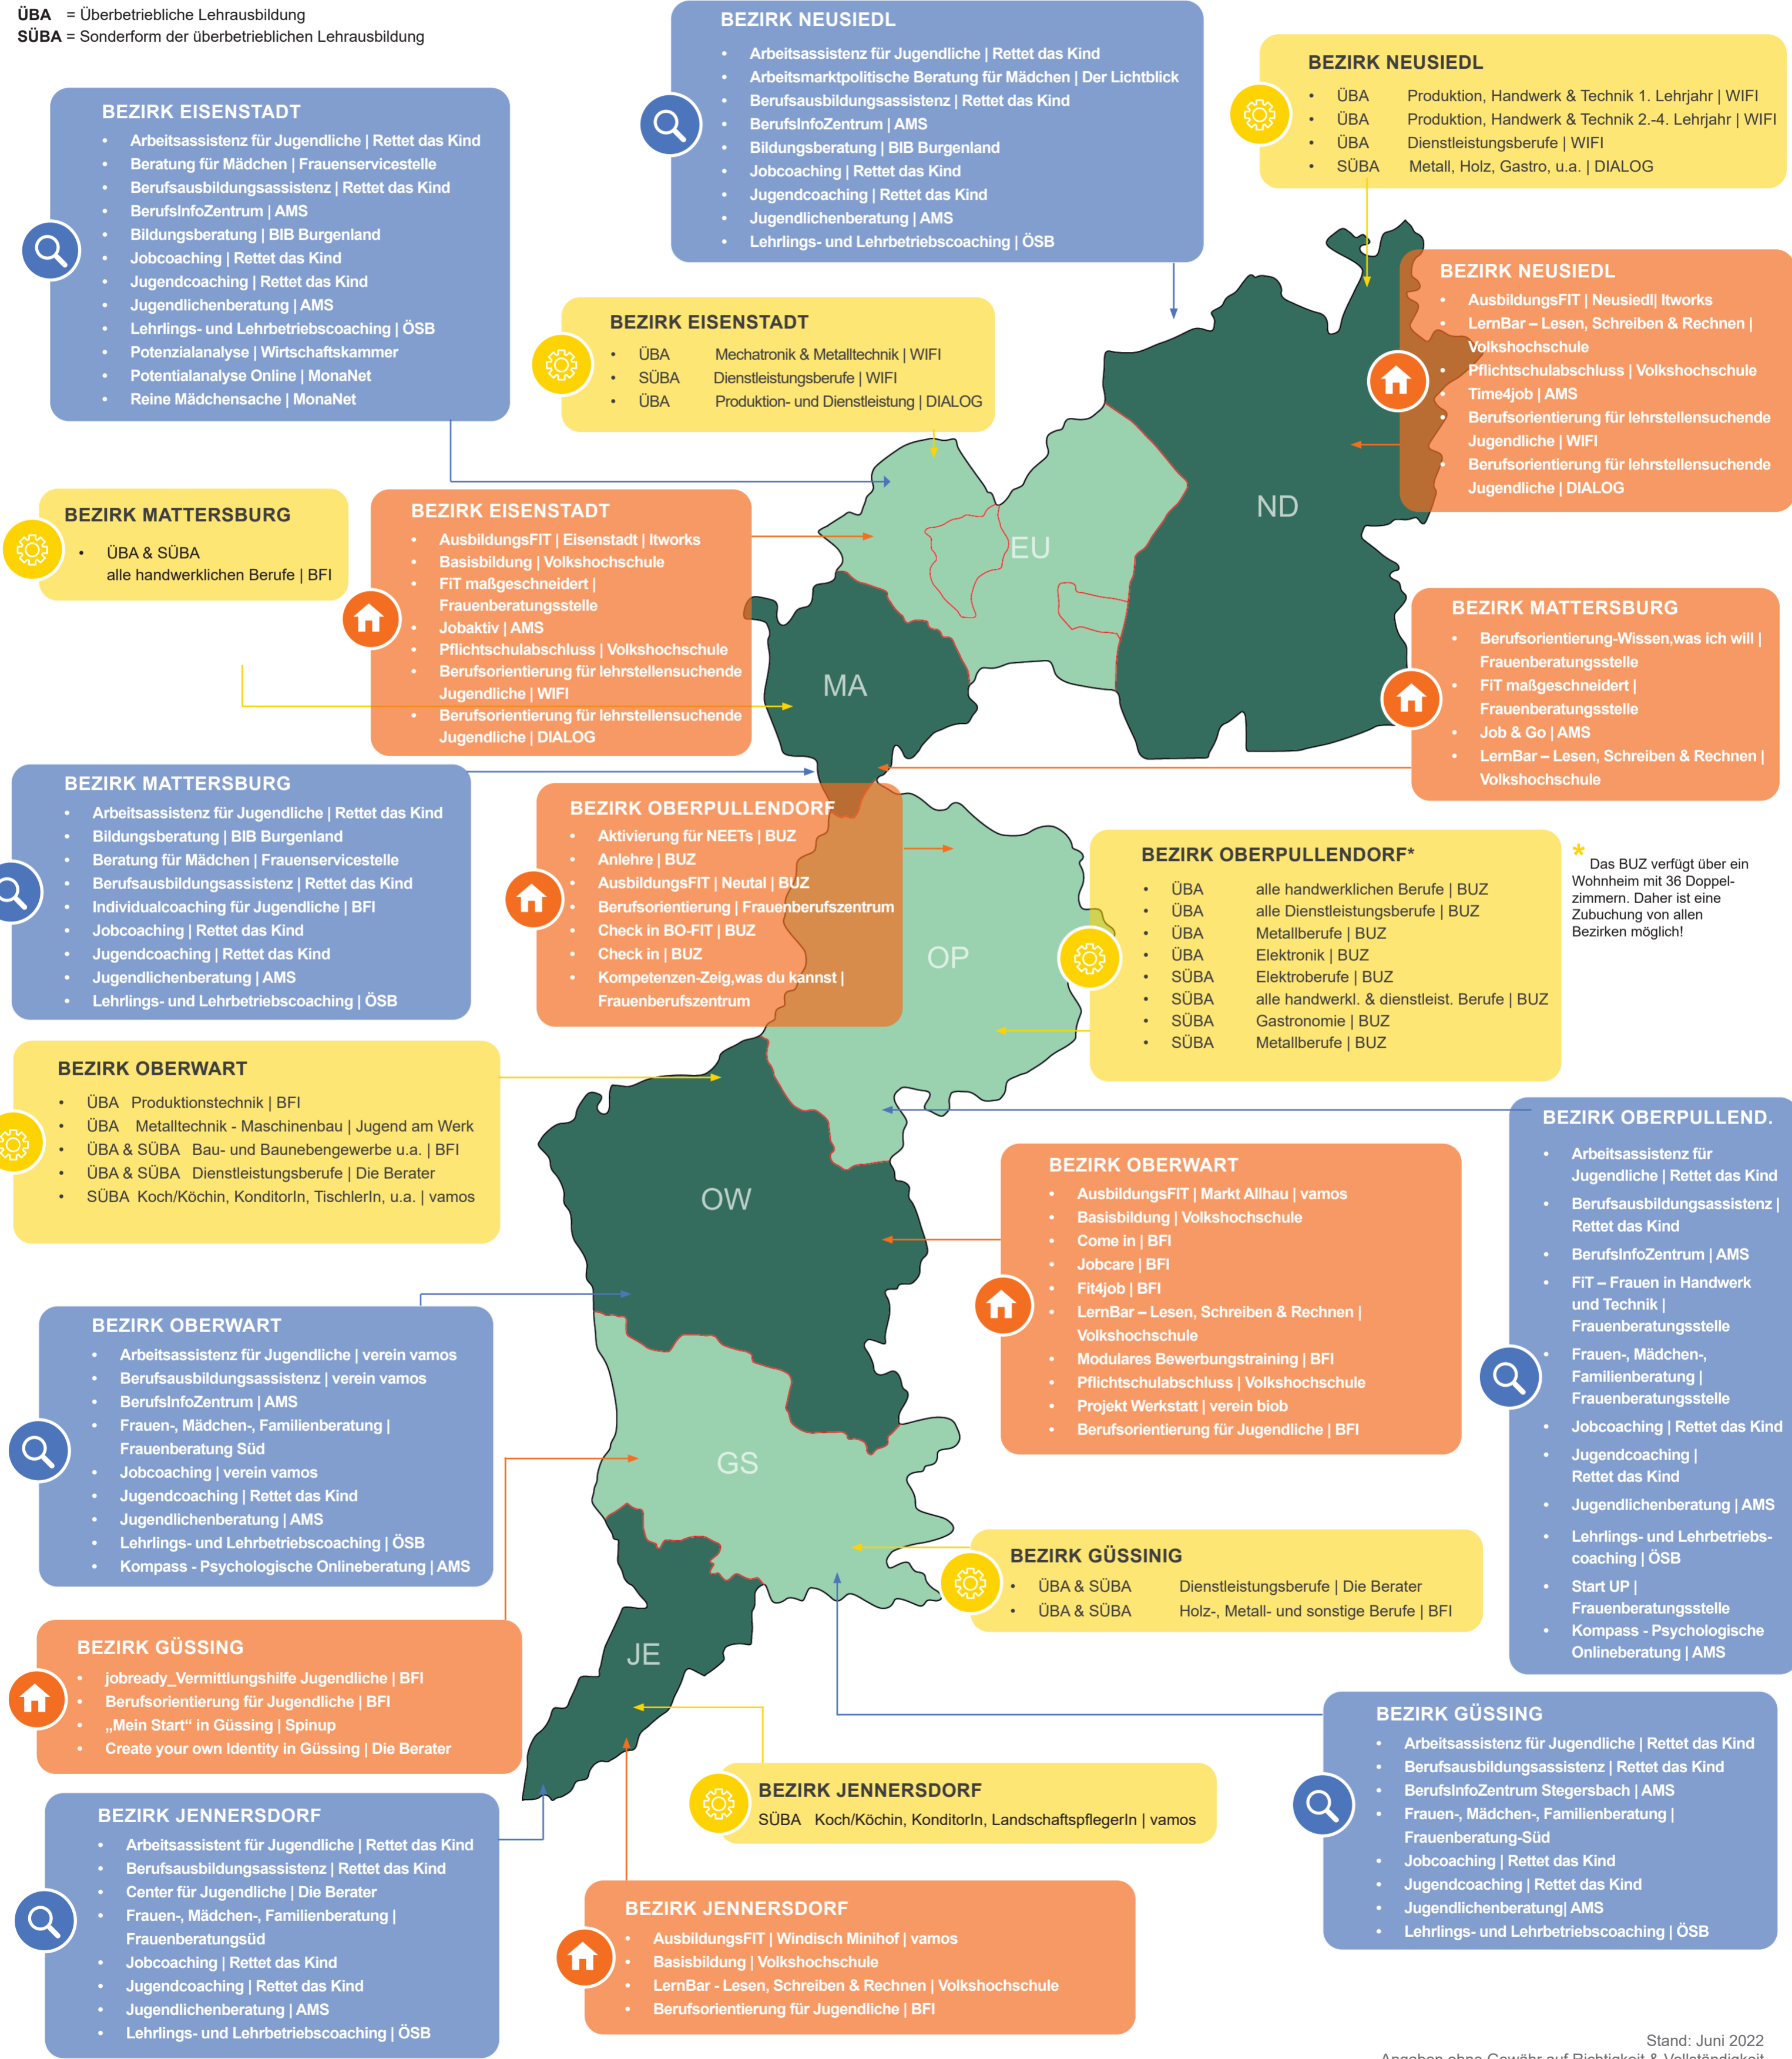 ÜBA = Überbetriebliche Lehrausbildung
SÜBA = Sonderform der überbetrieblichen Lehrausbildung
BEZIRK NEUSIEDL
• Arbeitsassistenz für Jugendliche | Rettet das Kind
• Arbeitsmarktpolitische Beratung für Mädchen | Der Lichtblick
• Berufsausbildungsassistenz | Rettet das Kind
• BerufsInfoZentrum | AMS
• Bildungsberatung | BIB Burgenland
• Jobcoaching | Rettet das Kind
• Jugendcoaching | Rettet das Kind
• Jugendlichenberatung | AMS
• Lehrlings- und Lehrbetriebscoaching | ÖSB
BEZIRK NEUSIEDL
• ÜBA Produktion, Handwerk & Technik 1. Lehrjahr | WIFI
• ÜBA Produktion, Handwerk & Technik 2.-4. Lehrjahr | WIFI
• ÜBA Dienstleistungsberufe | WIFI
• SÜBA Metall, Holz, Gastro, u.a. | DIALOG
BEZIRK EISENSTADT
• Arbeitsassistenz für Jugendliche | Rettet das Kind
• Beratung für Mädchen | Frauenservicestelle
• Berufsausbildungsassistenz | Rettet das Kind
• BerufsInfoZentrum | AMS
• Bildungsberatung | BIB Burgenland
• Jobcoaching | Rettet das Kind
• Jugendcoaching | Rettet das Kind
• Jugendlichenberatung | AMS
• Lehrlings- und Lehrbetriebscoaching | ÖSB
• Potenzialanalyse | Wirtschaftskammer
• Potentialanalyse Online | MonaNet
• Reine Mädchensache | MonaNet
BEZIRK NEUSIEDL
• AusbildungsFIT | Neusiedl| Itworks
• LernBar – Lesen, Schreiben & Rechnen |
Volkshochschule
• Pflichtschulabschluss | Volkshochschule
• Time4job | AMS
• Berufsorientierung für lehrstellensuchende
Jugendliche | WIFI
• Berufsorientierung für lehrstellensuchende
Jugendliche | DIALOG
BEZIRK EISENSTADT
• ÜBA Mechatronik & Metalltechnik | WIFI
• SÜBA Dienstleistungsberufe | WIFI
• ÜBA Produktion- und Dienstleistung | DIALOG
BEZIRK MATTERSBURG
• ÜBA & SÜBA
alle handwerklichen Berufe | BFI
BEZIRK EISENSTADT
• AusbildungsFIT | Eisenstadt | Itworks
• Basisbildung | Volkshochschule
• FiT maßgeschneidert |
Frauenberatungsstelle
• Jobaktiv | AMS
• Pflichtschulabschluss | Volkshochschule
• Berufsorientierung für lehrstellensuchende
Jugendliche | WIFI
• Berufsorientierung für lehrstellensuchende
Jugendliche | DIALOG
ND
EU
MA
BEZIRK MATTERSBURG
• Berufsorientierung-Wissen,was ich will |
Frauenberatungsstelle
• FiT maßgeschneidert |
Frauenberatungsstelle
• Job & Go | AMS
• LernBar – Lesen, Schreiben & Rechnen |
Volkshochschule
BEZIRK MATTERSBURG
• Arbeitsassistenz für Jugendliche | Rettet das Kind
• Bildungsberatung | BIB Burgenland
• Beratung für Mädchen | Frauenservicestelle
• Berufsausbildungsassistenz | Rettet das Kind
• Individualcoaching für Jugendliche | BFI
• Jobcoaching | Rettet das Kind
• Jugendcoaching | Rettet das Kind
• Jugendlichenberatung | AMS
• Lehrlings- und Lehrbetriebscoaching | ÖSB
BEZIRK OBERPULLENDORF
• Aktivierung für NEETs | BUZ
• Anlehre | BUZ
• AusbildungsFIT | Neutal | BUZ
• Berufsorientierung | Frauenberufszentrum
• Check in BO-FIT | BUZ
• Check in | BUZ
• Kompetenzen-Zeig,was du kannst |
Frauenberufszentrum
OP
BEZIRK OBERPULLENDORF*
• ÜBA alle handwerklichen Berufe | BUZ
• ÜBA alle Dienstleistungsberufe | BUZ
• ÜBA Metallberufe | BUZ
• ÜBA Elektronik | BUZ
• SÜBA Elektroberufe | BUZ
• SÜBA alle handwerkl. & dienstleist. Berufe | BUZ
• SÜBA Gastronomie | BUZ
• SÜBA Metallberufe | BUZ
* Das BUZ verfügt über ein
Wohnheim mit 36 Doppel-
zimmern. Daher ist eine
Zubuchung von allen
Bezirken möglich!
BEZIRK OBERWART
• ÜBA Produktionstechnik | BFI
• ÜBA Metalltechnik - Maschinenbau | Jugend am Werk
• ÜBA & SÜBA Bau- und Baunebengewerbe u.a. | BFI
• ÜBA & SÜBA Dienstleistungsberufe | Die Berater
• SÜBA Koch/Köchin, KonditorIn, TischlerIn, u.a. | vamos
OW
BEZIRK OBERWART
• AusbildungsFIT | Markt Allhau | vamos
• Basisbildung | Volkshochschule
• Come in | BFI
• Jobcare | BFI
• Fit4job | BFI
• LernBar – Lesen, Schreiben & Rechnen |
Volkshochschule
• Modulares Bewerbungstraining | BFI
• Pflichtschulabschluss | Volkshochschule
• Projekt Werkstatt | verein biob
• Berufsorientierung für Jugendliche | BFI
BEZIRK OBERPULLEND.
• Arbeitsassistenz für
Jugendliche | Rettet das Kind
• Berufsausbildungsassistenz |
Rettet das Kind
• BerufsInfoZentrum | AMS
• FiT – Frauen in Handwerk
und Technik |
Frauenberatungsstelle
• Frauen-, Mädchen-,
Familienberatung |
Frauenberatungsstelle
• Jobcoaching | Rettet das Kind
• Jugendcoaching |
Rettet das Kind
• Jugendlichenberatung | AMS
• Lehrlings- und Lehrbetriebs-
coaching | ÖSB
• Start UP |
Frauenberatungsstelle
• Kompass - Psychologische
Onlineberatung | AMS
BEZIRK OBERWART
• Arbeitsassistenz für Jugendliche | verein vamos
• Berufsausbildungsassistenz | verein vamos
• BerufsInfoZentrum | AMS
• Frauen-, Mädchen-, Familienberatung |
Frauenberatung Süd
• Jobcoaching | verein vamos
• Jugendcoaching | Rettet das Kind
• Jugendlichenberatung | AMS
• Lehrlings- und Lehrbetriebscoaching | ÖSB
• Kompass - Psychologische Onlineberatung | AMS
GS
BEZIRK GÜSSINIG
• ÜBA & SÜBA Dienstleistungsberufe | Die Berater
• ÜBA & SÜBA Holz-, Metall- und sonstige Berufe | BFI
BEZIRK GÜSSING
• jobready_Vermittlungshilfe Jugendliche | BFI
• Berufsorientierung für Jugendliche | BFI
• „Mein Start“ in Güssing | Spinup
• Create your own Identity in Güssing | Die Berater
JE
BEZIRK GÜSSING
• Arbeitsassistenz für Jugendliche | Rettet das Kind
• Berufsausbildungsassistenz | Rettet das Kind
• BerufsInfoZentrum Stegersbach | AMS
• Frauen-, Mädchen-, Familienberatung |
Frauenberatung-Süd
• Jobcoaching | Rettet das Kind
• Jugendcoaching | Rettet das Kind
• Jugendlichenberatung| AMS
• Lehrlings- und Lehrbetriebscoaching | ÖSB
BEZIRK JENNERSDORF
SÜBA Koch/Köchin, KonditorIn, LandschaftspflegerIn | vamos
BEZIRK JENNERSDORF
• Arbeitsassistent für Jugendliche | Rettet das Kind
• Berufsausbildungsassistenz | Rettet das Kind
• Center für Jugendliche | Die Berater
• Frauen-, Mädchen-, Familienberatung |
Frauenberatungsüd
• Jobcoaching | Rettet das Kind
• Jugendcoaching | Rettet das Kind
• Jugendlichenberatung | AMS
• Lehrlings- und Lehrbetriebscoaching | ÖSB
BEZIRK JENNERSDORF
• AusbildungsFIT | Windisch Minihof | vamos
• Basisbildung | Volkshochschule
• LernBar - Lesen, Schreiben & Rechnen | Volkshochschule
• Berufsorientierung für Jugendliche | BFI
Stand: Juni 2022
Angaben ohne Gewähr auf Richtigkeit & Vollständigkeit